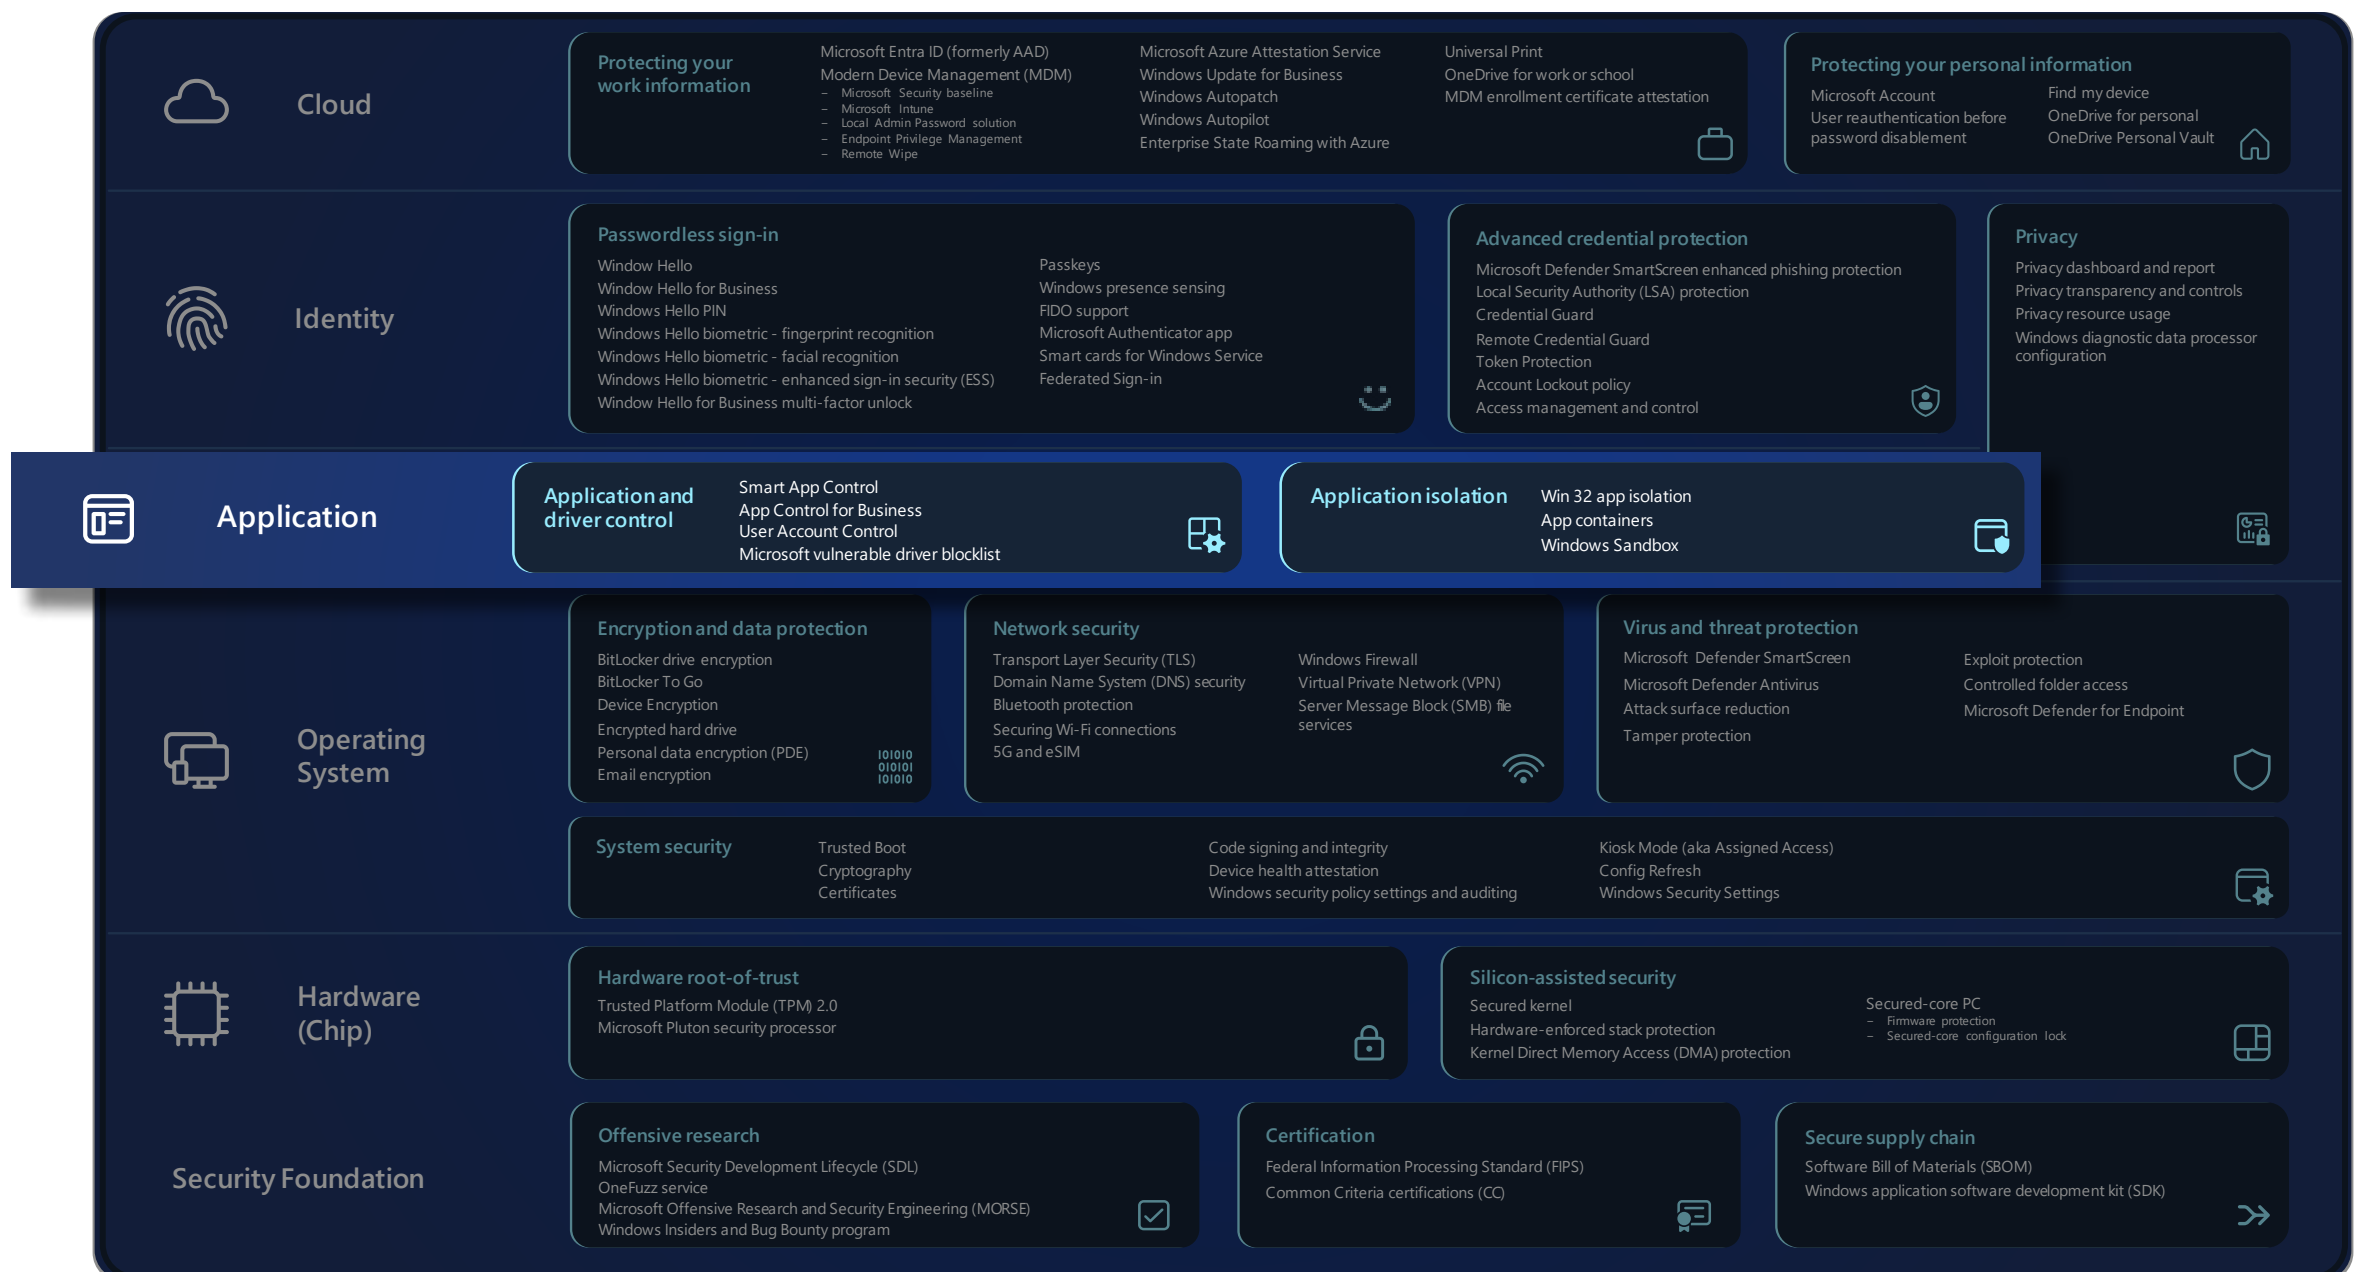 Cloud
Protecting your
work information
Microsoft Entra ID (formerly AAD)
Modern Device Management (MDM)
– Microsoft Security baseline
– Microsoft Intune
– Local Admin Password solution
– Endpoint Privilege Management
– Remote Wipe
Microsoft Azure Attestation Service
Windows Update for Business
Windows Autopatch
Windows Autopilot
Enterprise State Roaming with Azure
Universal Print
OneDrive for work or school
MDM enrollment certificate attestation
Protecting your personal information
Microsoft Account
User reauthentication before
password disablement
Find my device
OneDrive for personal
OneDrive Personal Vault
Identity
Passwordless sign-in
Window Hello
Window Hello for Business
Windows Hello PIN
Windows Hello biometric - fingerprint recognition
Windows Hello biometric - facial recognition
Windows Hello biometric - enhanced sign-in security (ESS)
Window Hello for Business multi-factor unlock
Passkeys
Windows presence sensing
FIDO support
Microsoft Authenticator app
Smart cards for Windows Service
Federated Sign-in
Advanced credential protection
Microsoft Defender SmartScreen enhanced phishing protection
Local Security Authority (LSA) protection
Credential Guard
Remote Credential Guard
Token Protection
Account Lockout policy
Access management and control
Privacy
Privacy dashboard and report
Privacy transparency and controls
Privacy resource usage
Windows diagnostic data processor
configuration
Application
Application and
driver control
Smart App Control
App Control for Business
User Account Control
Microsoft vulnerable driver blocklist
Application isolation
Win 32 app isolation
App containers
Windows Sandbox
Operating
System
Encryption and data protection
BitLocker drive encryption
BitLocker To Go
Device Encryption
Encrypted hard drive
Personal data encryption (PDE)
Email encryption
101010
010101
101010
Network security
Transport Layer Security (TLS)
Domain Name System (DNS) security
Bluetooth protection
Securing Wi-Fi connections
5G and eSIM
Windows Firewall
Virtual Private Network (VPN)
Server Message Block (SMB) file
services
Virus and threat protection
Microsoft Defender SmartScreen
Microsoft Defender Antivirus
Attack surface reduction
Tamper protection
Exploit protection
Controlled folder access
Microsoft Defender for Endpoint
System security
Trusted Boot
Cryptography
Certificates
Code signing and integrity
Device health attestation
Windows security policy settings and auditing
Kiosk Mode (aka Assigned Access)
Config Refresh
Windows Security Settings
Hardware
(Chip)
Hardware root-of-trust
Trusted Platform Module (TPM) 2.0
Microsoft Pluton security processor
Silicon-assisted security
Secured kernel
Hardware-enforced stack protection
Kernel Direct Memory Access (DMA) protection
Secured-core PC
– Firmware protection
– Secured-core configuration lock
Security Foundation
Offensive research
Microsoft Security Development Lifecycle (SDL)
OneFuzz service
Microsoft Offensive Research and Security Engineering (MORSE)
Windows Insiders and Bug Bounty program
Certification
Federal Information Processing Standard (FIPS)
Common Criteria certifications (CC)
Secure supply chain
Software Bill of Materials (SBOM)
Windows application software development kit (SDK)